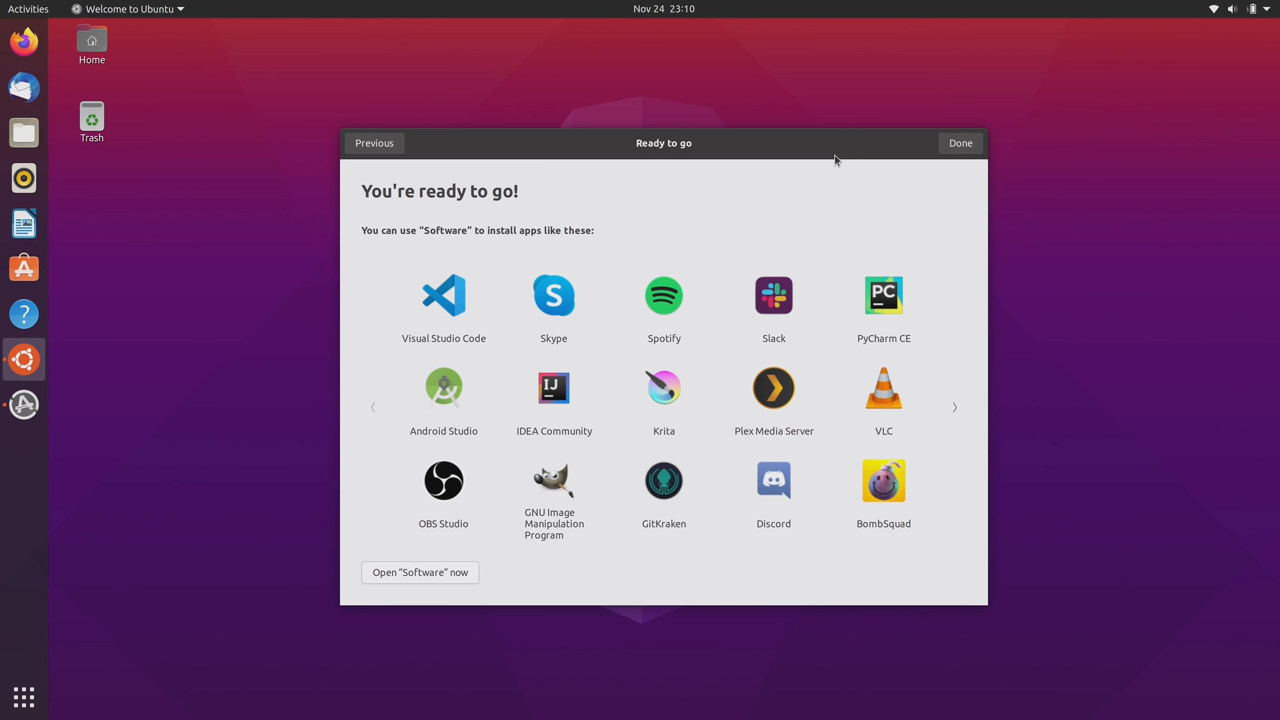 Activities
Welcome to Ubuntu
Nov 24 23:10
Home
Trash
Previous
Ready to go
Done
You're ready to go!
You can use “Software” to install apps like these:
Visual Studio Code
Skype
Spotify
Slack
PyCharm CE
Android Studio
IDEA Community
Krita
Plex Media Server
VLC
OBS Studio
GNU Image
Manipulation
Program
GitKraken
Discord
BombSquad
Open “Software” now
S
PC
IJ
A
?